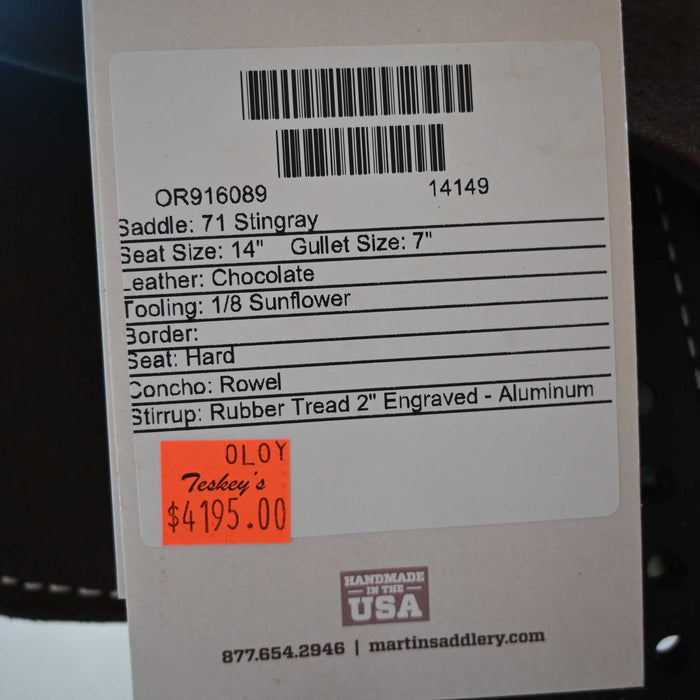 OR916089 14149
Saddle: 71 Stingray
Seat Size: 14" Gullet Size: 7"
Leather: Chocolate
Tooling: 1/8 Sunflower
Border:
Seat: Hard
Concho: Rowel
Stirrup: Rubber Tread 2" Engraved - Aluminum
OLOY
Teskey's
$4195.00
HANDMADE
IN THE
USA
877.654.2946 | martinsaddlery.com